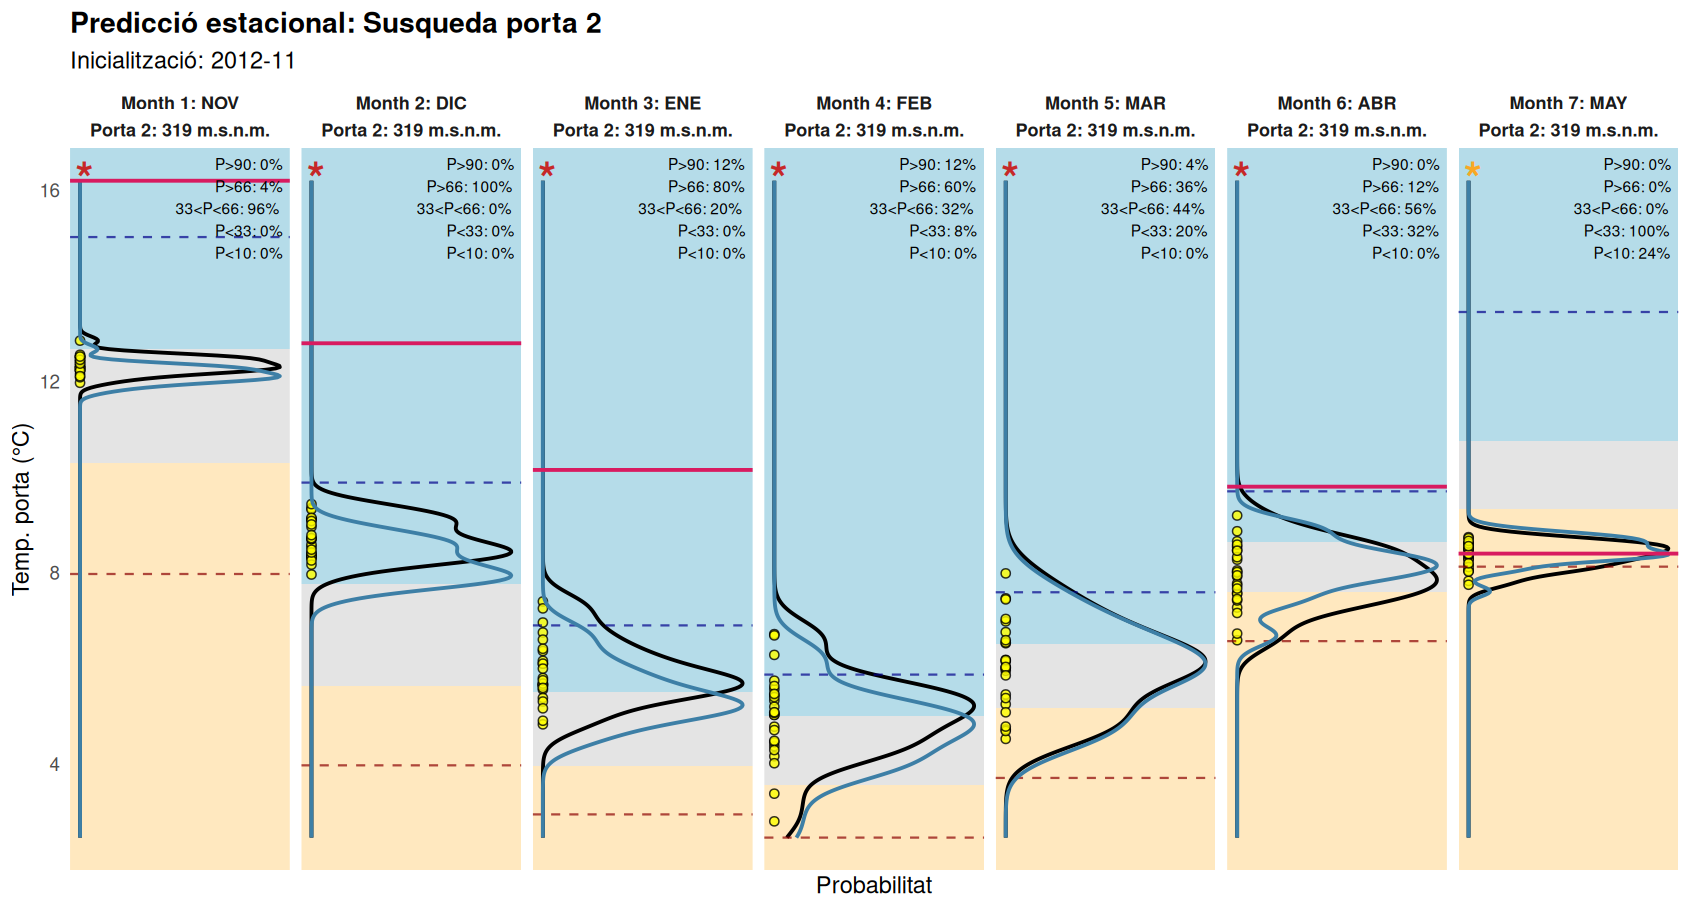 Predicció estacional: Susqueda porta 2
Inicialització: 2012-11
Month 1: NOV
Porta 2: 319 m.s.n.m.
Month 2: DIC
Porta 2: 319 m.s.n.m.
Month 3: ENE
Porta 2: 319 m.s.n.m.
Month 4: FEB
Porta 2: 319 m.s.n.m.
Month 5: MAR
Porta 2: 319 m.s.n.m.
Month 6: ABR
Porta 2: 319 m.s.n.m.
Month 7: MAY
Porta 2: 319 m.s.n.m.
*
P>90: 0%
P>66: 4%
33<P<66: 96%
P<33: 0%
P<10: 0%
*
P>90: 0%
P>66: 100%
33<P<66: 0%
P<33: 0%
P<10: 0%
*
P>90: 12%
P>66: 80%
33<P<66: 20%
P<33: 0%
P<10: 0%
*
P>90: 12%
P>66: 60%
33<P<66: 32%
P<33: 8%
P<10: 0%
*
P>90: 4%
P>66: 36%
33<P<66: 44%
P<33: 20%
P<10: 0%
*
P>90: 0%
P>66: 12%
33<P<66: 56%
P<33: 32%
P<10: 0%
*
P>90: 0%
P>66: 0%
33<P<66: 0%
P<33: 100%
P<10: 24%
16
12
8
4
Temp. porta (°C)
Probabilitat